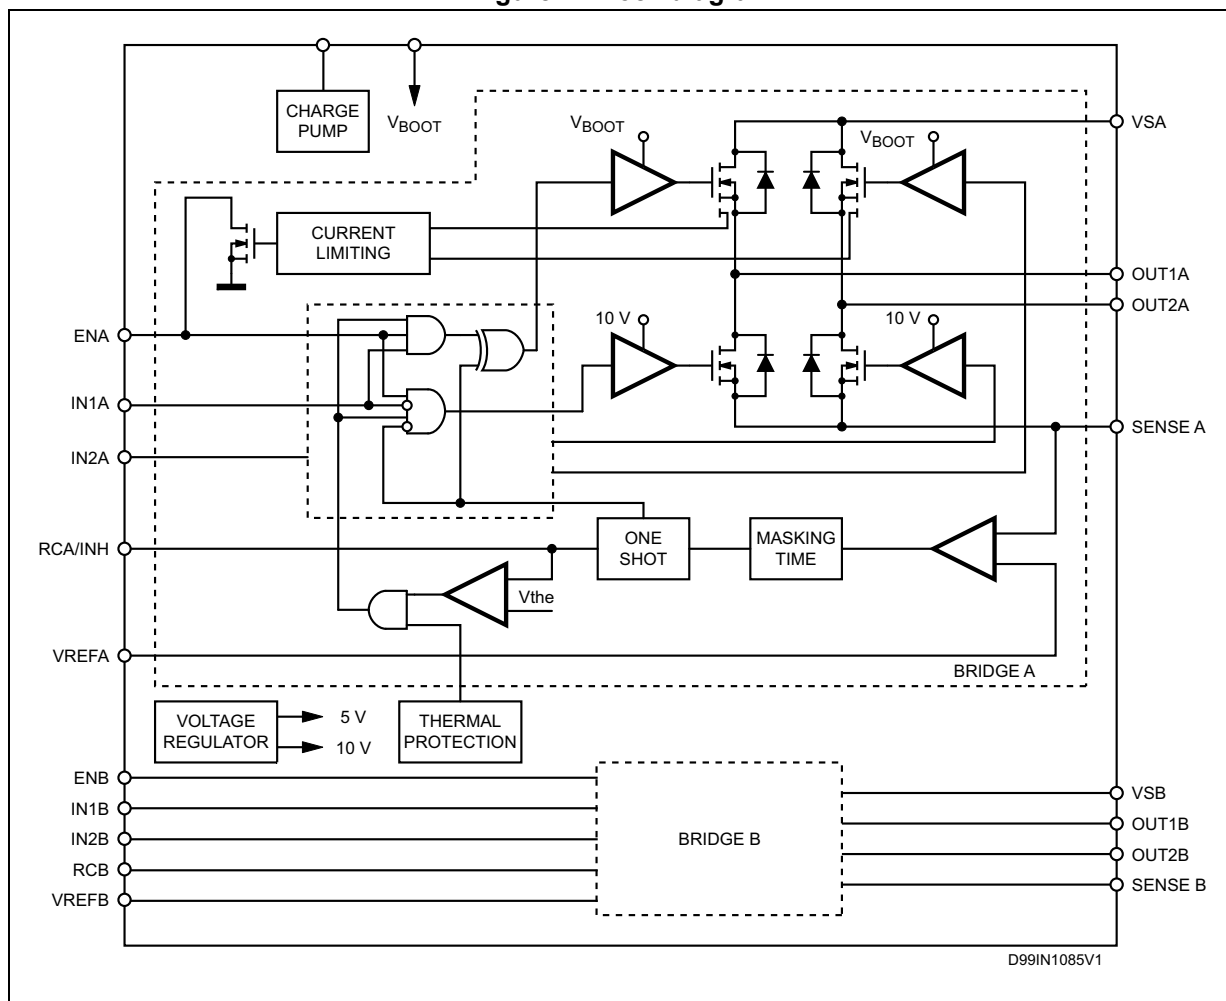 CHARGE
PUMP
VBOOT
VBOOT
VBOOT
VSA
CURRENT
LIMITING
OUT1A
OUT2A
10 V
10 V
ENA
IN1A
IN2A
SENSE A
RCA/INH
ONE
SHOT
MASKING
TIME
Vthe
VREFA
BRIDGE A
VOLTAGE
REGULATOR
5 V
10 V
THERMAL
PROTECTION
ENB
IN1B
IN2B
RCB
VREFB
BRIDGE B
VSB
OUT1B
OUT2B
SENSE B
D99IN1085V1